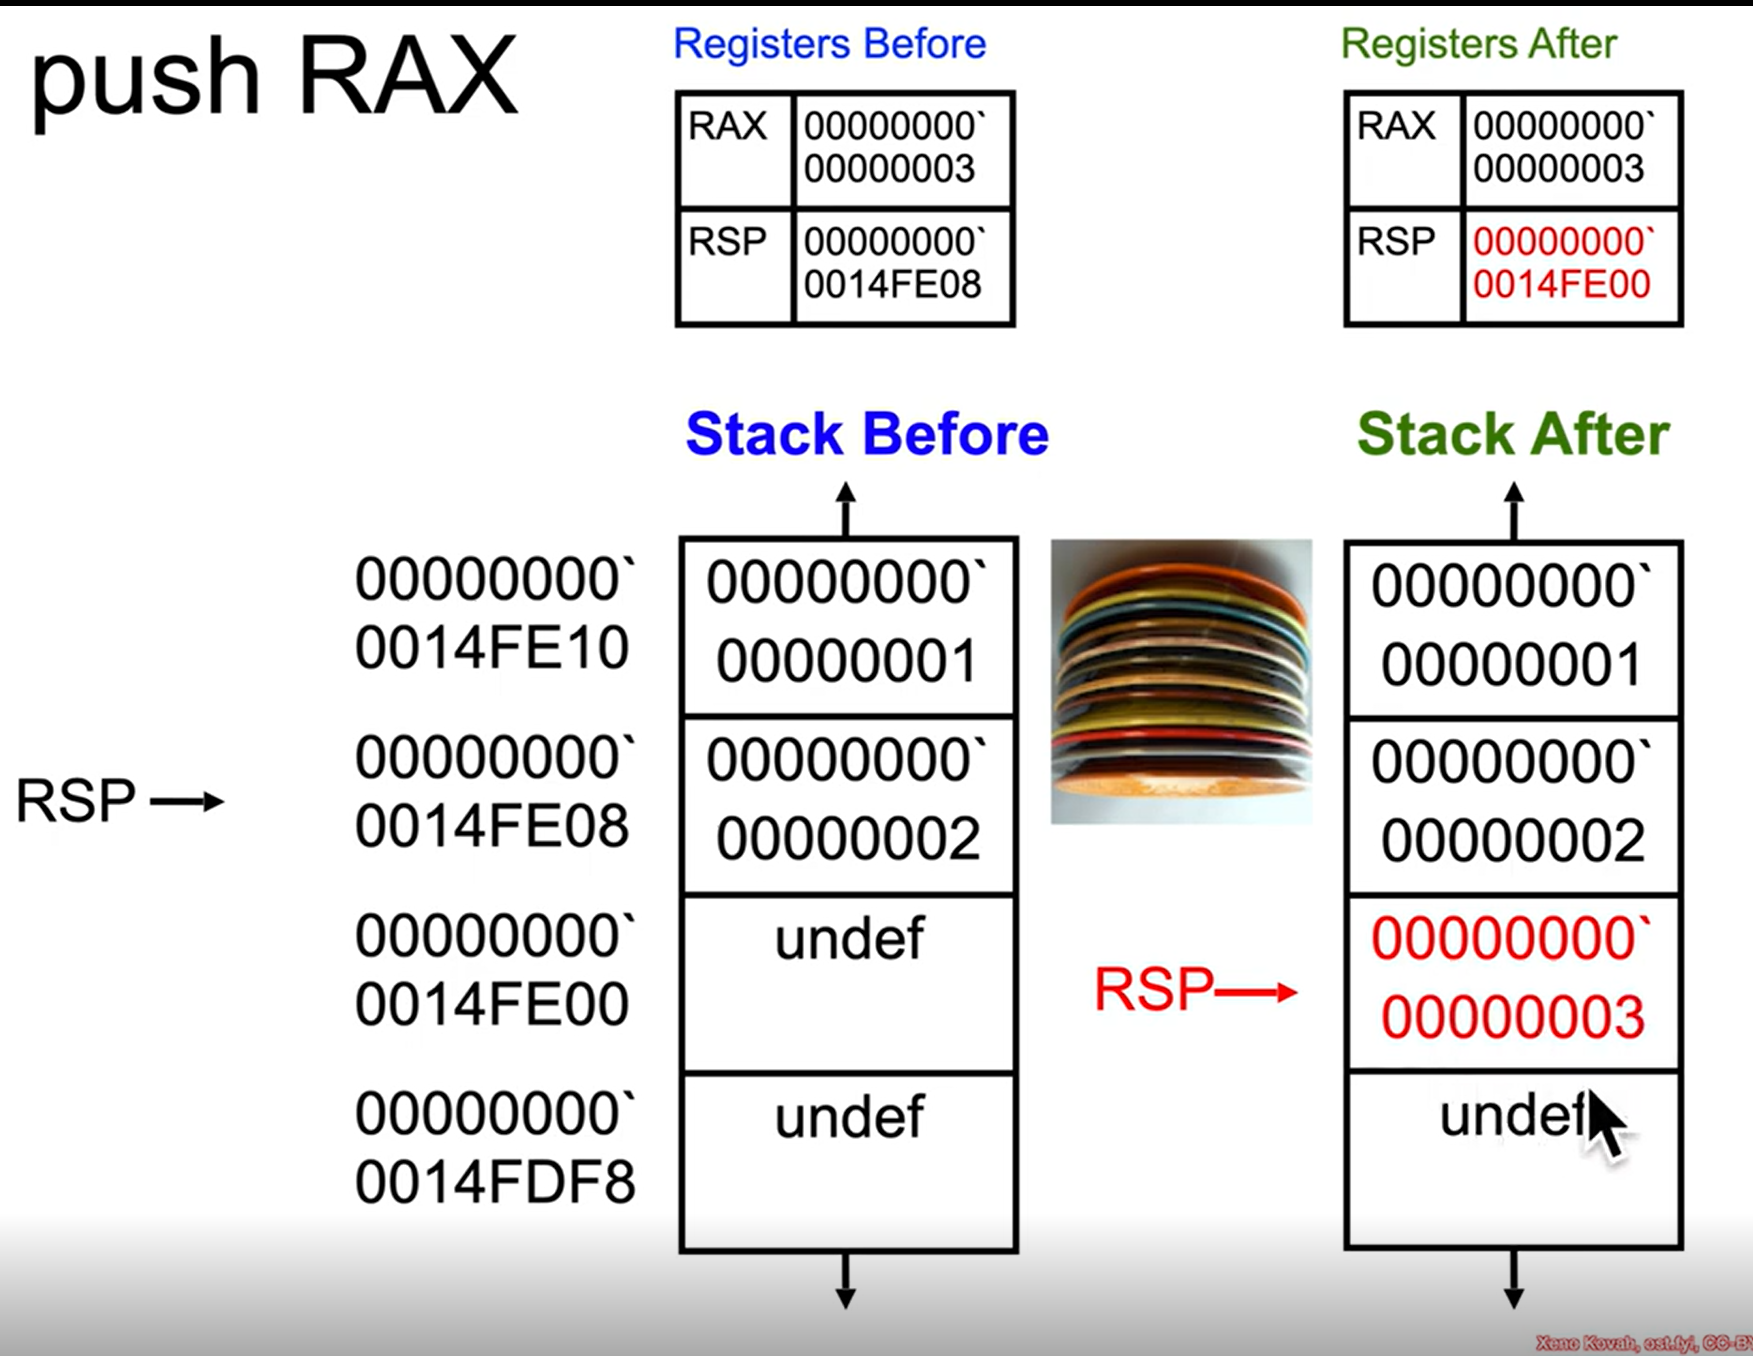 push RAX
Registers Before
RAX 00000000`
00000003
RSP 00000000`
0014FE08
Registers After
RAX 00000000`
00000003
RSP 00000000`
0014FE00
Stack Before
Stack After
RSP
00000000`
0014FE10
00000000`
0014FE08
00000000`
0014FE00
00000000`
0014FDF8
00000000`
00000001
00000000`
00000002
undef
undef
RSP
00000000`
00000001
00000000`
00000002
00000000`
00000003
undef
Xeno Kovah, ost.fyi, CC-BY